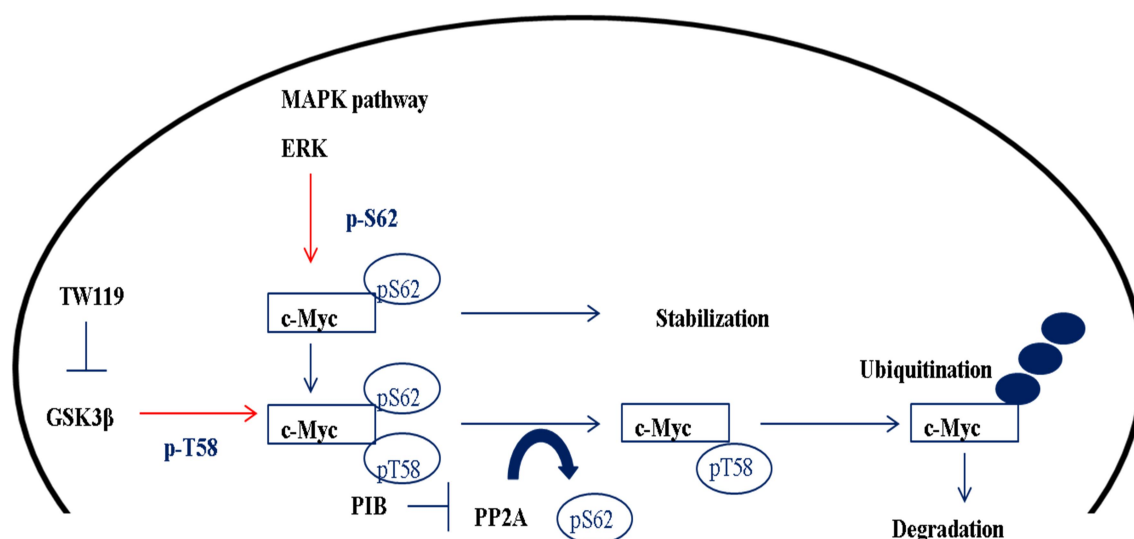 MAPK pathway
ERK
p-S62
pS62
TW119
c-Myc
Stabilization
Ubiquitination
pS62
GSK3β
c-Myc
c-Myc
c-Myc
p-T58
pT58
pT58
PIB
PP2A
pS62
Degradation